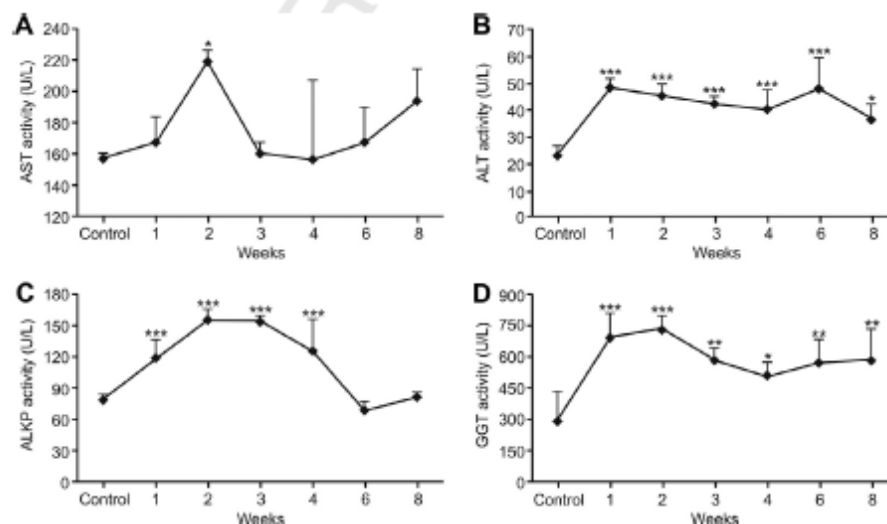 A
AST activity (U/L)
240
220
200
180
160
140
120
*
Control 1 2 3 4 6 8
Weeks
B
ALT activity (U/L)
70
60
50
40
30
20
10
0
*** *** *** *** *** *
Control 1 2 3 4 6 8
Weeks
C
ALKP activity (U/L)
180
150
120
90
60
30
0
*** *** *** ***
Control 1 2 3 4 6 8
Weeks
D
GGT activity (U/L)
900
750
600
450
300
150
0
*** *** ** * ** **
Control 1 2 3 4 6 8
Weeks